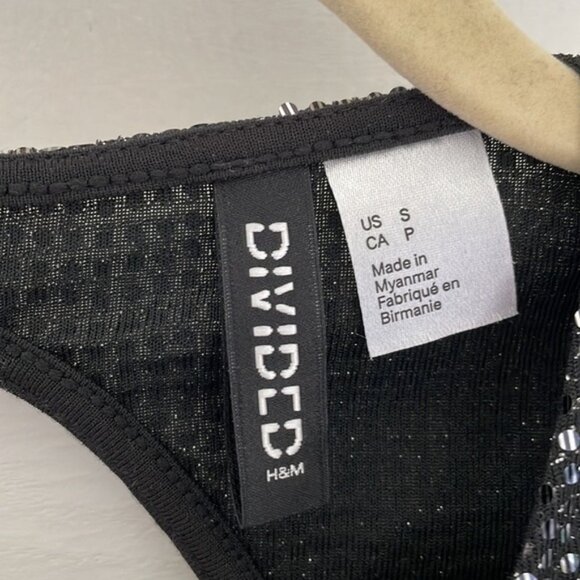 DIVIDED
H&M
US S
CA P
Made in
Myanmar
Fabriqué en
Birmanie